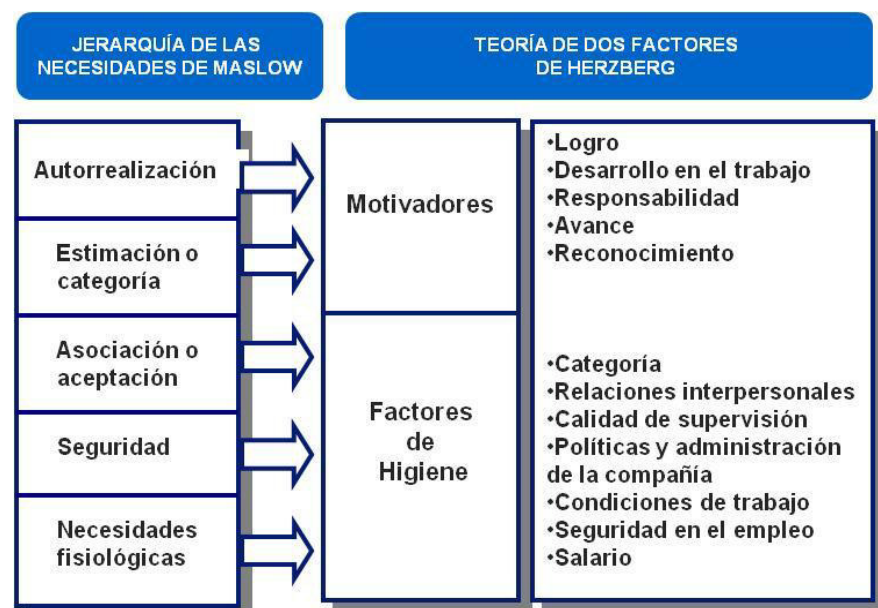 JERARQUÍA DE LAS
NECESIDADES DE MASLOW
TEORÍA DE DOS FACTORES
DE HERZBERG
Autorrealización
Estimación o
categoría
Asociación o
aceptación
Seguridad
Necesidades
fisiológicas
Motivadores
Factores
de
Higiene
•Logro
•Desarrollo en el trabajo
•Responsabilidad
•Avance
•Reconocimiento
•Categoría
•Relaciones interpersonales
•Calidad de supervisión
•Políticas y administración
de la compañía
•Condiciones de trabajo
•Seguridad en el empleo
•Salario